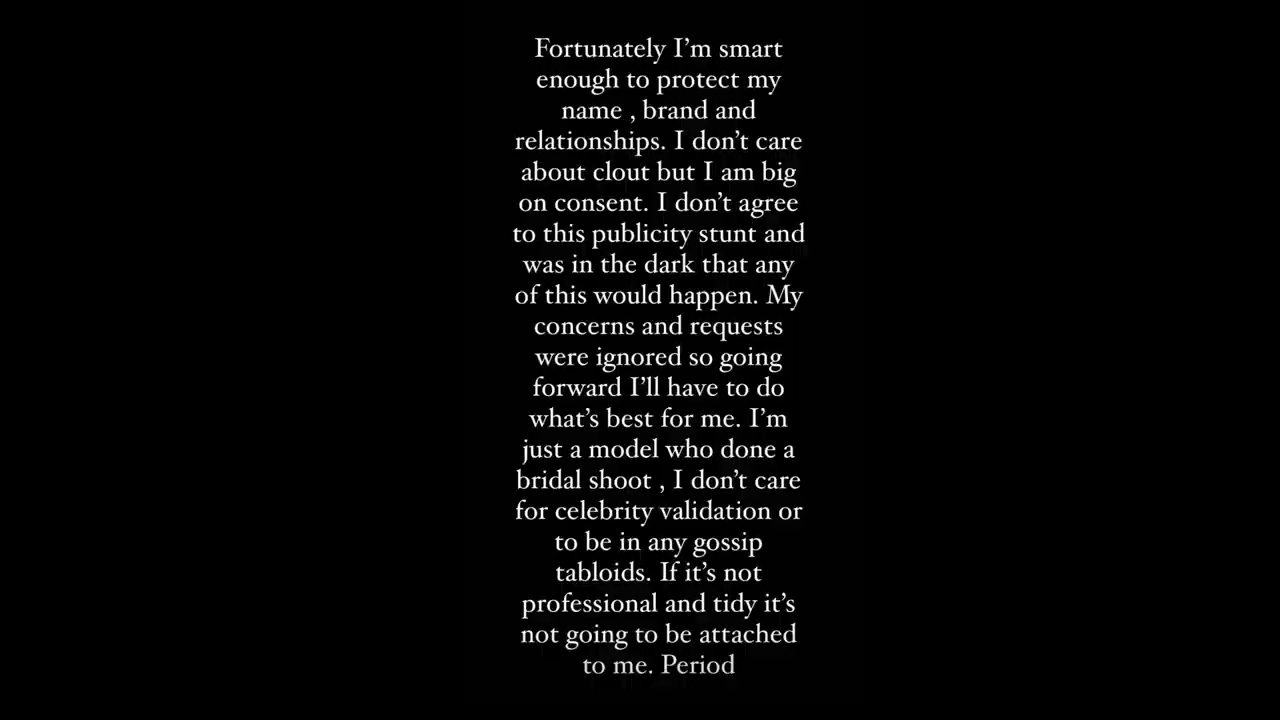 Fortunately I'm smart
enough to protect my
name , brand and
relationships. I don't care
about clout but I am big
on consent. I don't agree
to this publicity stunt and
was in the dark that any
of this would happen. My
concerns and requests
were ignored so going
forward I'll have to do
what's best for me. I'm
just a model who done a
bridal shoot , I don't care
for celebrity validation or
to be in any gossip
tabloids. If it's not
professional and tidy it's
not going to be attached
to me. Period